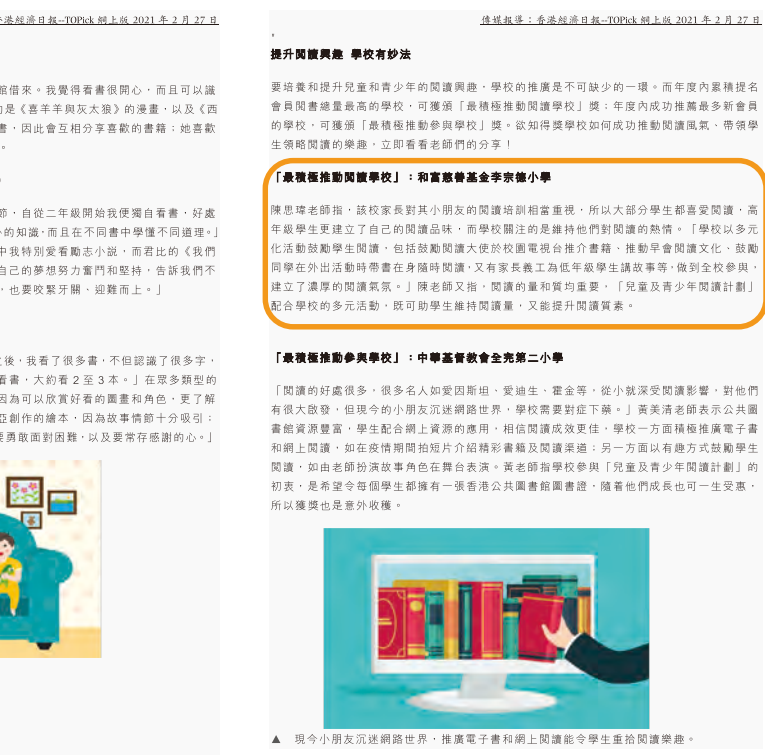 港經濟日報--TOPick 網上版 2021 年 2 月 27 日
館借來。我覺得看書很開心，而且可以識
的是《喜羊羊與灰太狼》的漫畫，以及《西
書，因此會互相分享喜歡的書籍；她喜歡
節，自從二年級開始我便獨自看書，好處
的知識，而且在不同書中學懂不同道理。」
中我特別愛看勵志小說，而君比的《我們
自己的夢想努力奮鬥和堅持，告訴我們不
，也要咬緊牙關、迎難而上。」
之後，我看了很多書，不但認識了很多字，
看書，大約看 2 至 3 本。」在眾多類型的
因為可以欣賞好看的圖畫和角色，更了解
亞創作的繪本，因為故事情節十分吸引；
要勇敢面對困難，以及要常存感謝的心。」
傳媒報導：香港經濟日報--TOPick 網上版 2021 年 2 月 27 日
提升閱讀興趣 學校有妙法
要培養和提升兒童和青少年的閱讀興趣，學校的推廣是不可缺少的一環。而年度內累積提名
會員閱書總量最高的學校，可獲頒「最積極推動閱讀學校」獎；年度內成功推薦最多新會員
的學校，可獲頒「最積極推動參與學校」獎。欲知得獎學校如何成功推動閱讀風氣、帶領學
生領略閱讀的樂趣，立即看看老師們的分享！
「最積極推動閱讀學校」：和富慈善基金李宗德小學
陳思瑋老師指，該校家長對其小朋友的閱讀培訓相當重視，所以大部分學生都喜愛閱讀，高
年級學生更建立了自己的閱讀品味，而學校關注的是維持他們對閱讀的熱情。「學校以多元
化活動鼓勵學生閱讀，包括鼓勵閱讀大使於校園電視台推介書籍、推動早會閱讀文化、鼓勵
同學在外出活動時帶書在身隨時閱讀，又有家長義工為低年級學生講故事等，做到全校參與，
建立了濃厚的閱讀氣氛。」陳老師又指，閱讀的量和質均重要，「兒童及青少年閱讀計劃」
配合學校的多元活動，既可助學生維持閱讀量，又能提升閱讀質素。
「最積極推動參與學校」：中華基督教會全完第二小學
「閱讀的好處很多，很多名人如愛因斯坦、愛迪生、霍金等，從小就深受閱讀影響，對他們
有很大啟發，但現今的小朋友沉迷網路世界，學校需要對症下藥。」黃美清老師表示公共圖
書館資源豐富，學生配合網上資源的應用，相信閱讀成效更佳，學校一方面積極推廣電子書
和網上閱讀，如在疫情期間拍短片介紹精彩書籍及閱讀渠道；另一方面以有趣方式鼓勵學生
閱讀，如由老師扮演故事角色在舞台表演。黃老師指學校參與「兒童及青少年閱讀計劃」的
初衷，是希望令每個學生都擁有一張香港公共圖書館圖書證，隨着他們成長也可一生受惠，
所以獲獎也是意外收穫。
▲ 現今小朋友沉迷網路世界，推廣電子書和網上閱讀能令學生重拾閱讀樂趣。